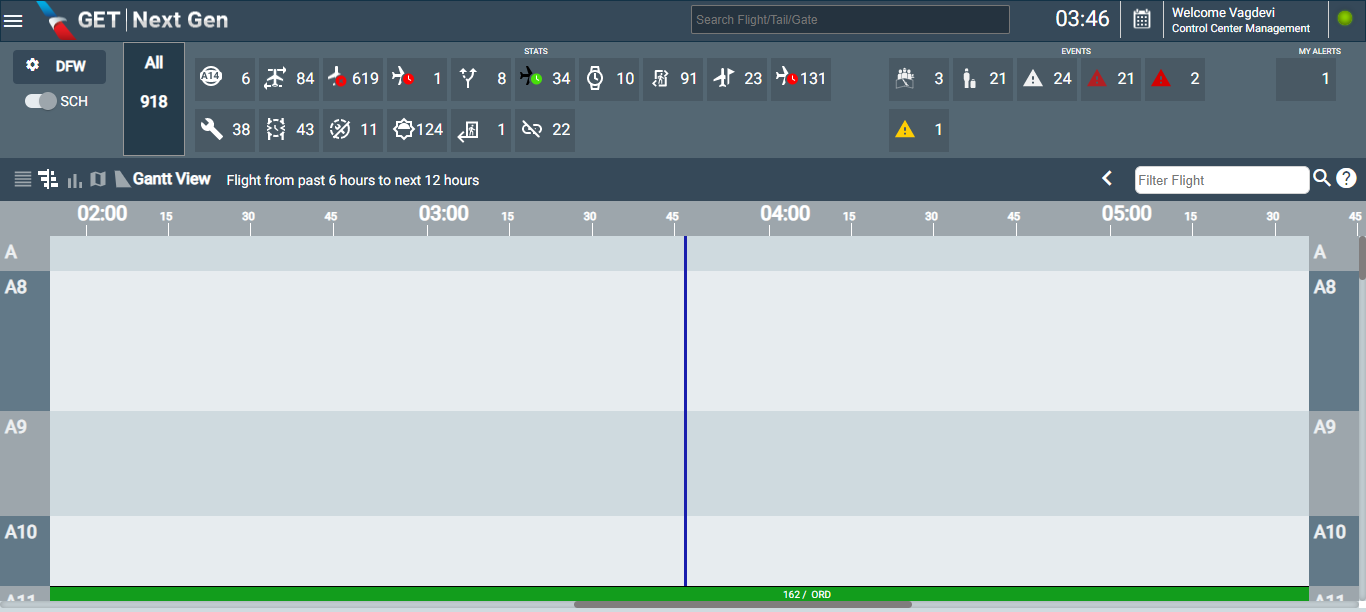 GET | Next Gen
Search Flight/Tail/Gate
03:46
Welcome Vagdevi
Control Center Management
DFW
SCH
All
918
STATS
A14 6 84 619 1 8 34 10 91 23 131
38 43 11 124 1 22
EVENTS
3 21 24 21 2
1
MY ALERTS
1
Gantt View Flight from past 6 hours to next 12 hours
Filter Flight
?
02:00 15 30 45 03:00 15 30 45 04:00 15 30 45 05:00 15 30 45
A A
A8 A8
A9 A9
A10 A10
A11 162 / ORD A11